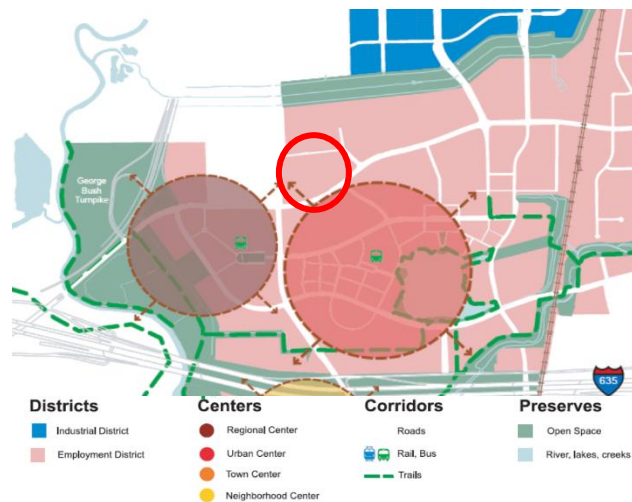 George
Bush
Turnpike
635
Districts
Industrial District
Employment District
Centers
Regional Center
Urban Center
Town Center
Neighborhood Center
Corridors
Roads
Rail, Bus
Trails
Preserves
Open Space
River, lakes, creeks